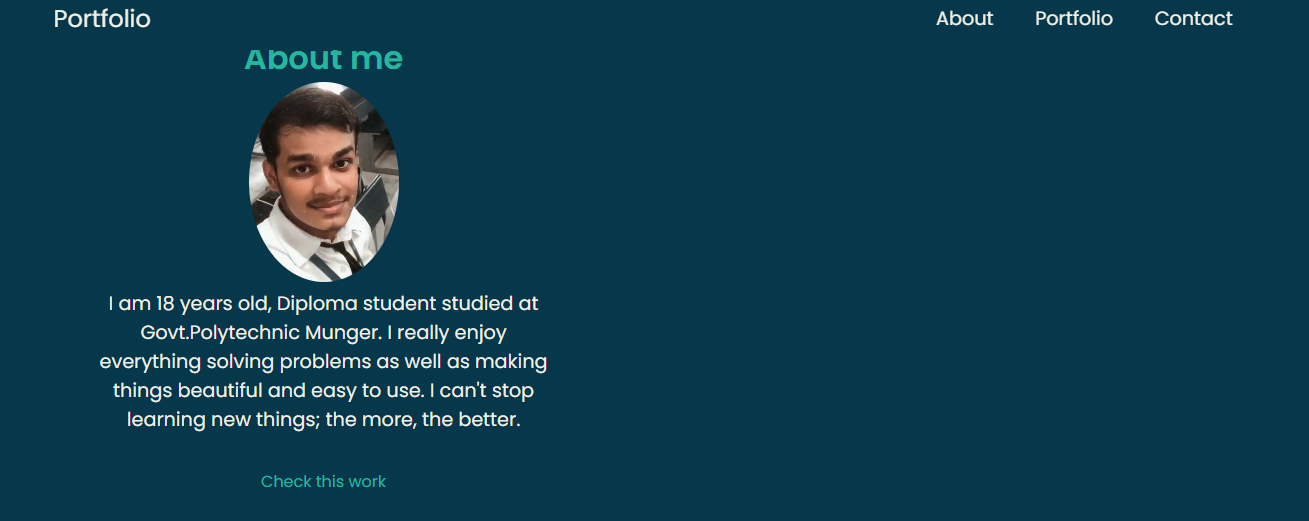 Portfolio
About Portfolio Contact
About me
I am 18 years old, Diploma student studied at
Govt.Polytechnic Munger. I really enjoy
everything solving problems as well as making
things beautiful and easy to use. I can't stop
learning new things; the more, the better.
Check this work